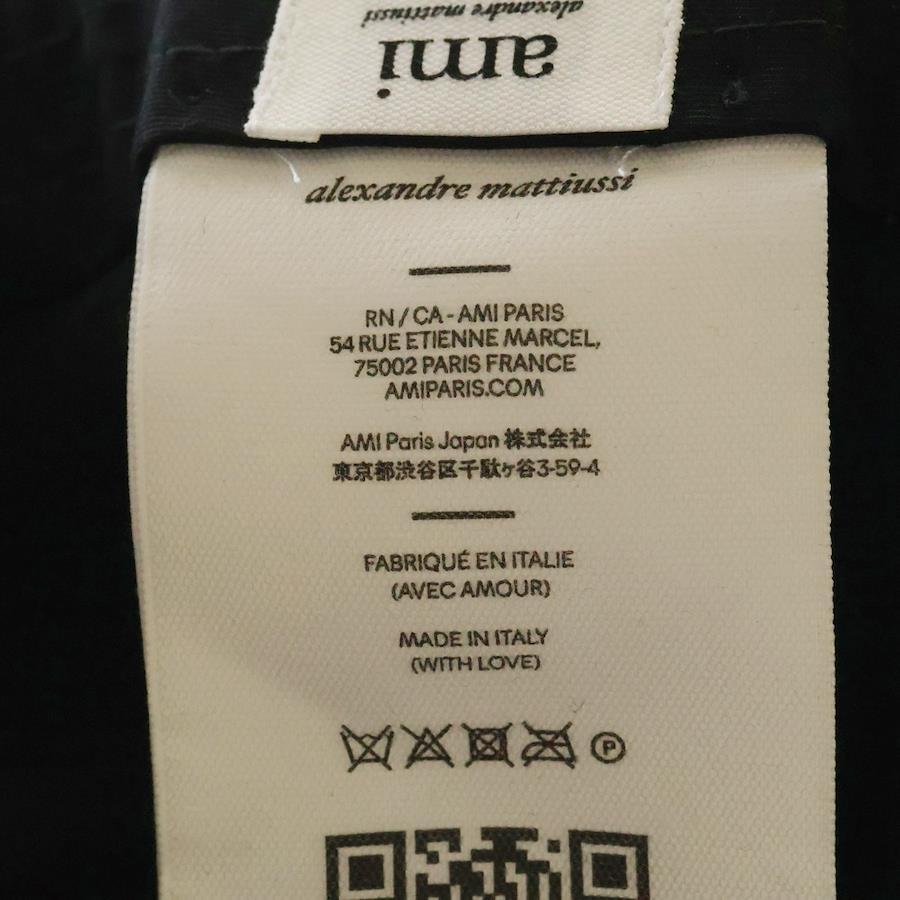 alexandre mattiussi
ami
alexandre mattiussi
RN / CA - AMI PARIS
54 RUE ETIENNE MARCEL,
75002 PARIS FRANCE
AMIPARIS.COM
AMI Paris Japan 株式会社
東京都渋谷区千駄ヶ谷3-59-4
FABRIQUÉ EN ITALIE
(AVEC AMOUR)
MADE IN ITALY
(WITH LOVE)
P